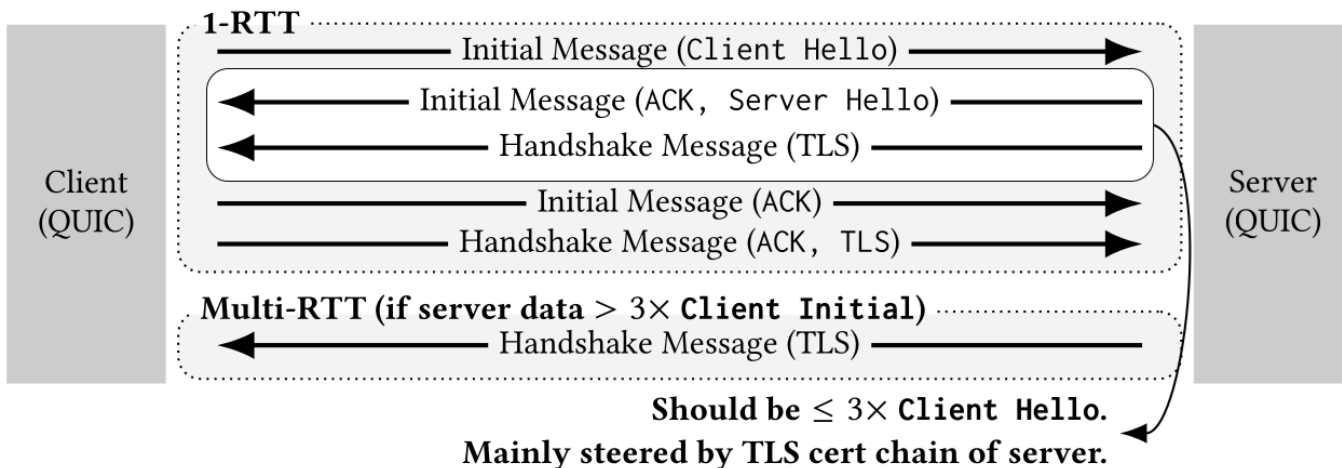 1-RTT
Initial Message (Client Hello)
Initial Message (ACK, Server Hello)
Handshake Message (TLS)
Client
(QUIC)
Server
(QUIC)
Initial Message (ACK)
Handshake Message (ACK, TLS)
Multi-RTT (if server data > 3× Client Initial)
Handshake Message (TLS)
Should be ≤ 3× Client Hello.
Mainly steered by TLS cert chain of server.